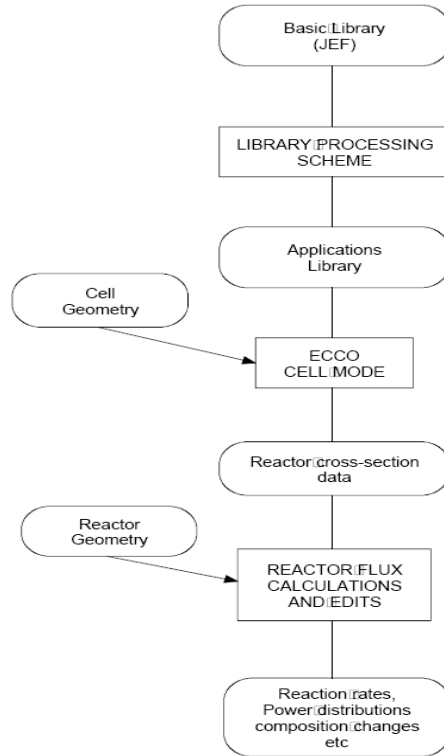 Basic Library
(JEF)
LIBRARY PROCESSING
SCHEME
Applications
Library
Cell
Geometry
ECCO
CELL MODE
Reactor cross-section
data
Reactor
Geometry
REACTOR FLUX
CALCULATIONS
AND EDITS
Reaction rates,
Power distributions
composition changes
etc